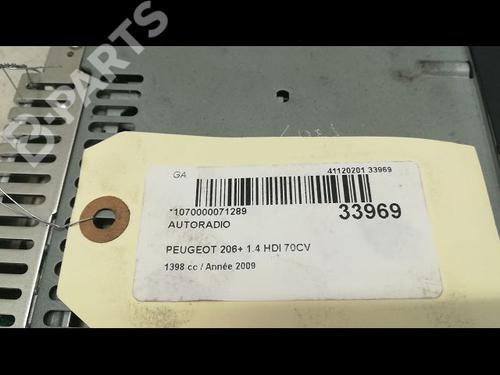 B-PARTS
GA
41120201 33969
*1070000071289
33969
AUTORADIO
PEUGEOT 206+ 1.4 HDI 70CV
1398 cc / Année 2009